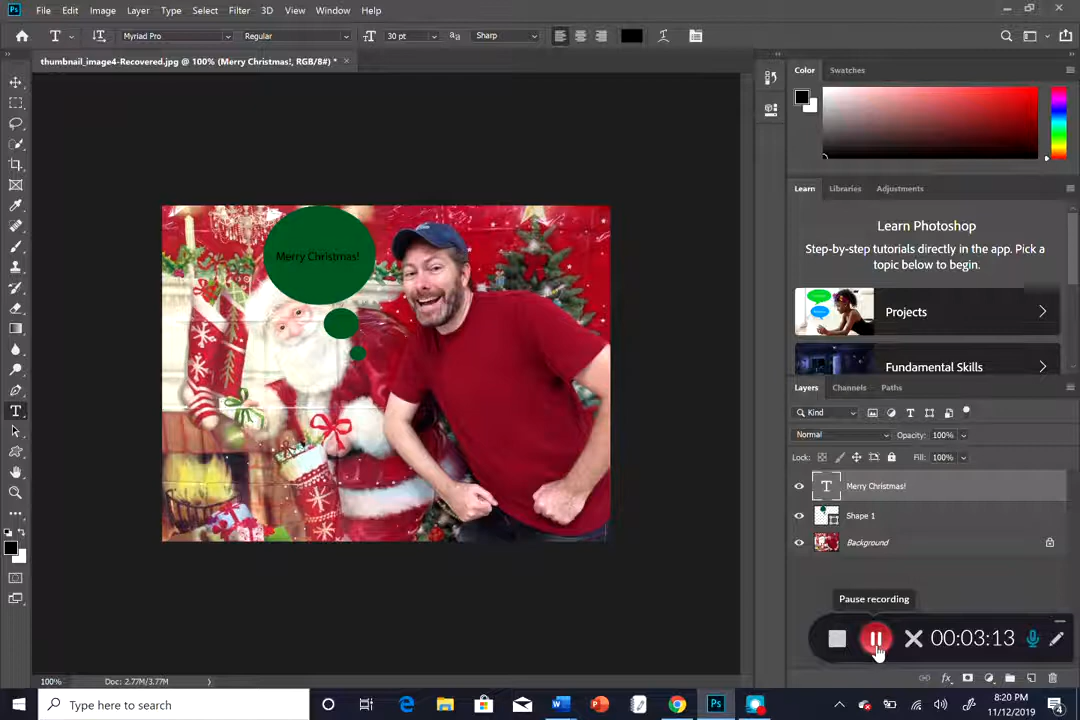 Ps File Edit Image Layer Type Select Filter 3D View Window Help
T Myriad Pro Regular 30 pt Sharp
thumbnail_image4-Recovered.jpg @ 100% (Merry Christmas!, RGB/8#) * ×
Color Swatches
Learn Libraries Adjustments
Learn Photoshop
Step-by-step tutorials directly in the app. Pick a
topic below to begin.
Projects
Fundamental Skills
Merry Christmas!
Layers Channels Paths
Kind
Normal Opacity: 100%
Lock: Fill: 100%
T Merry Christmas!
Shape 1
Background
Pause recording
00:03:13
100% Doc: 2.77M/3.77M
Type here to search
8:20 PM
11/12/2019
4